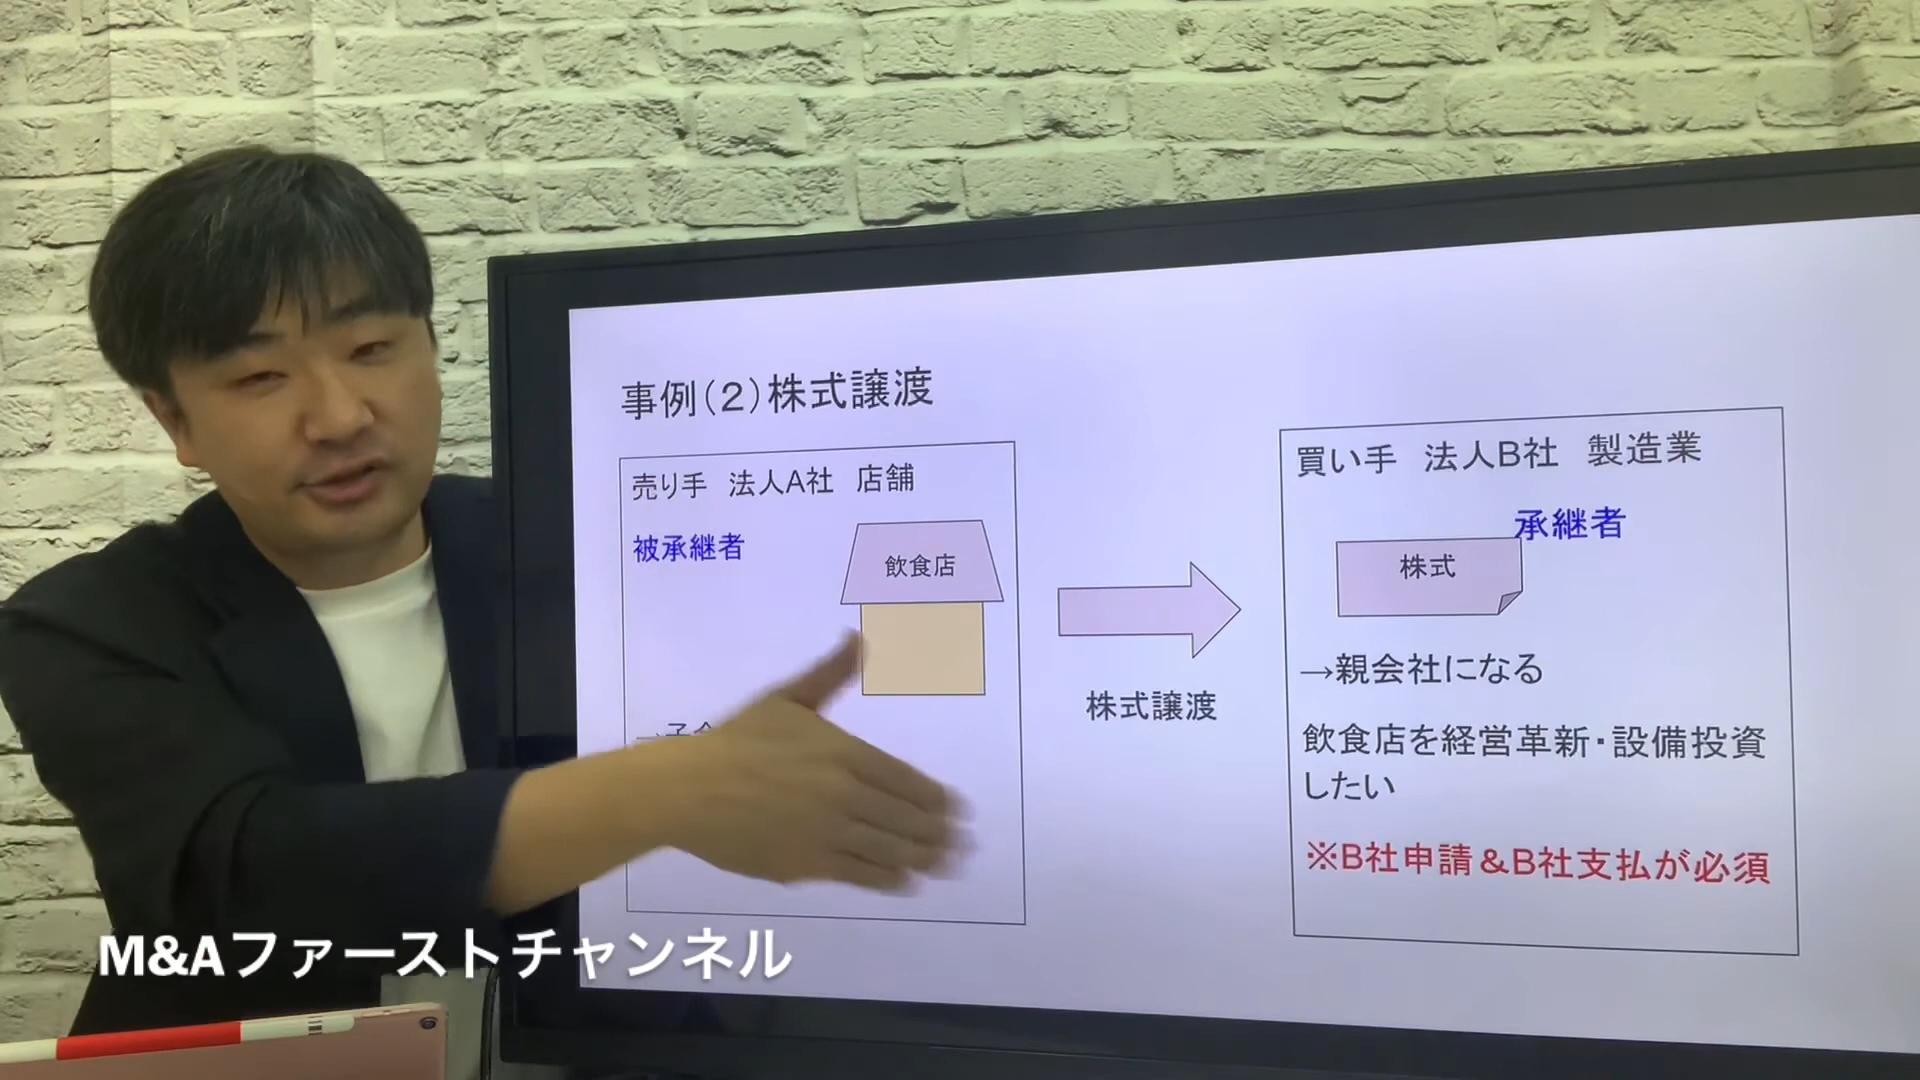 事例（２）株式譲渡
売り手 法人A社 店舗
被承継者
飲食店
株式譲渡
買い手 法人B社 製造業
承継者
株式
→親会社になる
飲食店を経営革新・設備投資
したい
※B社申請＆B社支払が必須
M&Aファーストチャンネル